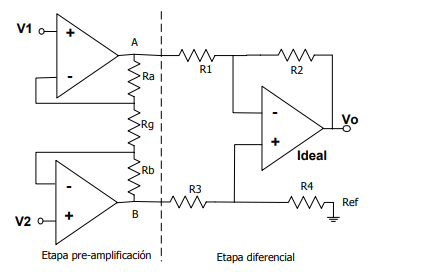 V1
+
-
A
Ra
R1
R2
Rg
-
+
Ideal
Vo
Rb
-
+
V2
B
R3
R4
Ref
Etapa pre-amplificación
Etapa diferencial